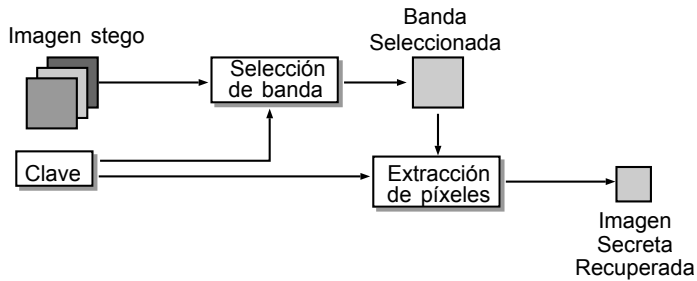 Imagen stego
Selección
de banda
Banda
Seleccionada
Clave
Extracción
de píxeles
Imagen
Secreta
Recuperada